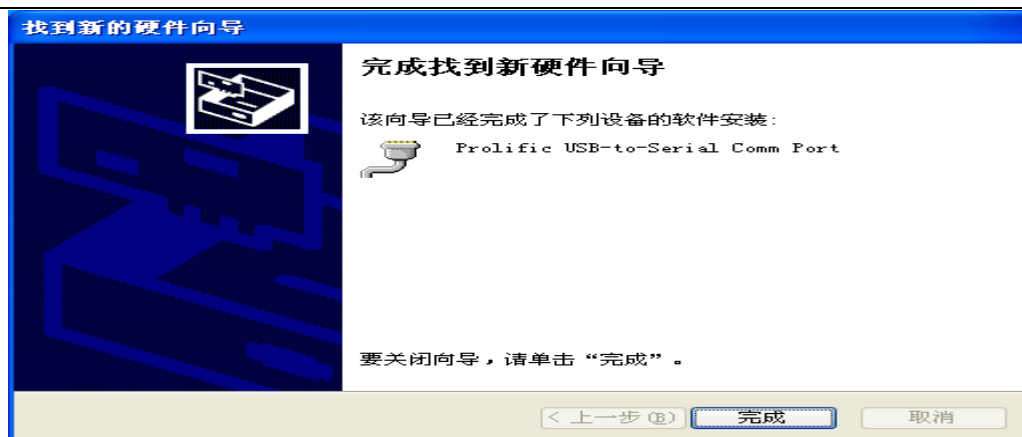 找到新的硬件向导
完成找到新硬件向导
该向导已经完成了下列设备的软件安装:
Prolific USB-to-Serial Comm Port
要关闭向导，请单击“完成”。
< 上一步(B)
完成
取消